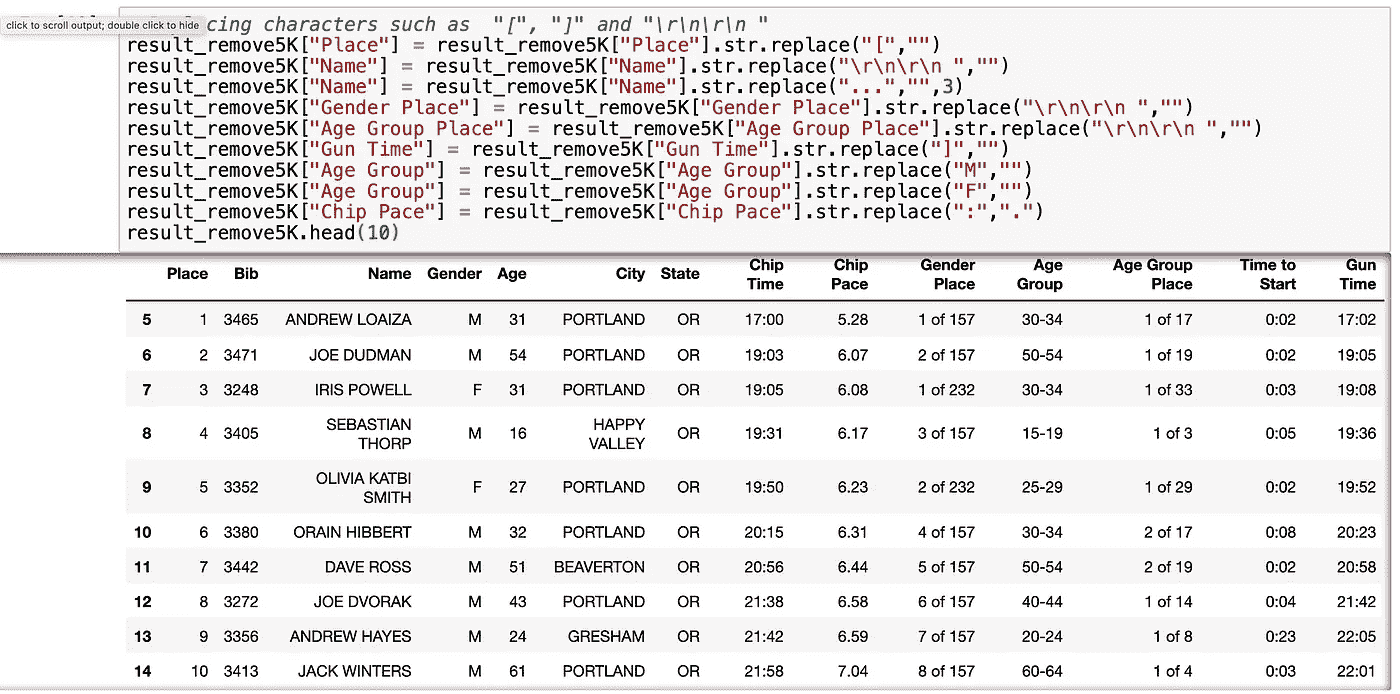 click to scroll output; double click to hide
cing characters such as  "[", "]" and "\r\n\r\n "
result_remove5K["Place"] = result_remove5K["Place"].str.replace("[","")
result_remove5K["Name"] = result_remove5K["Name"].str.replace("\r\n\r\n ","")
result_remove5K["Name"] = result_remove5K["Name"].str.replace("...","",3)
result_remove5K["Gender Place"] = result_remove5K["Gender Place"].str.replace("\r\n\r\n ","")
result_remove5K["Age Group Place"] = result_remove5K["Age Group Place"].str.replace("\r\n\r\n ","")
result_remove5K["Gun Time"] = result_remove5K["Gun Time"].str.replace("]","")
result_remove5K["Age Group"] = result_remove5K["Age Group"].str.replace("M","")
result_remove5K["Age Group"] = result_remove5K["Age Group"].str.replace("F","")
result_remove5K["Chip Pace"] = result_remove5K["Chip Pace"].str.replace(":",".")
result_remove5K.head(10)
Place Bib Name Gender Age City State Chip Time Chip Pace Gender Place Age Group Age Group Place Time to Start Gun Time
5 1 3465 ANDREW LOAIZA M 31 PORTLAND OR 17:00 5.28 1 of 157 30-34 1 of 17 0:02 17:02
6 2 3471 JOE DUDMAN M 54 PORTLAND OR 19:03 6.07 2 of 157 50-54 1 of 19 0:02 19:05
7 3 3248 IRIS POWELL F 31 PORTLAND OR 19:05 6.08 1 of 232 30-34 1 of 33 0:03 19:08
8 4 3405 SEBASTIAN THORP M 16 HAPPY VALLEY OR 19:31 6.17 3 of 157 15-19 1 of 3 0:05 19:36
9 5 3352 OLIVIA KATBI SMITH F 27 PORTLAND OR 19:50 6.23 2 of 232 25-29 1 of 29 0:02 19:52
10 6 3380 ORAIN HIBBERT M 32 PORTLAND OR 20:15 6.31 4 of 157 30-34 2 of 17 0:08 20:23
11 7 3442 DAVE ROSS M 51 BEAVERTON OR 20:56 6.44 5 of 157 50-54 2 of 19 0:02 20:58
12 8 3272 JOE DVORAK M 43 PORTLAND OR 21:38 6.58 6 of 157 40-44 1 of 14 0:04 21:42
13 9 3356 ANDREW HAYES M 24 GRESHAM OR 21:42 6.59 7 of 157 20-24 1 of 8 0:23 22:05
14 10 3413 JACK WINTERS M 61 PORTLAND OR 21:58 7.04 8 of 157 60-64 1 of 4 0:03 22:01